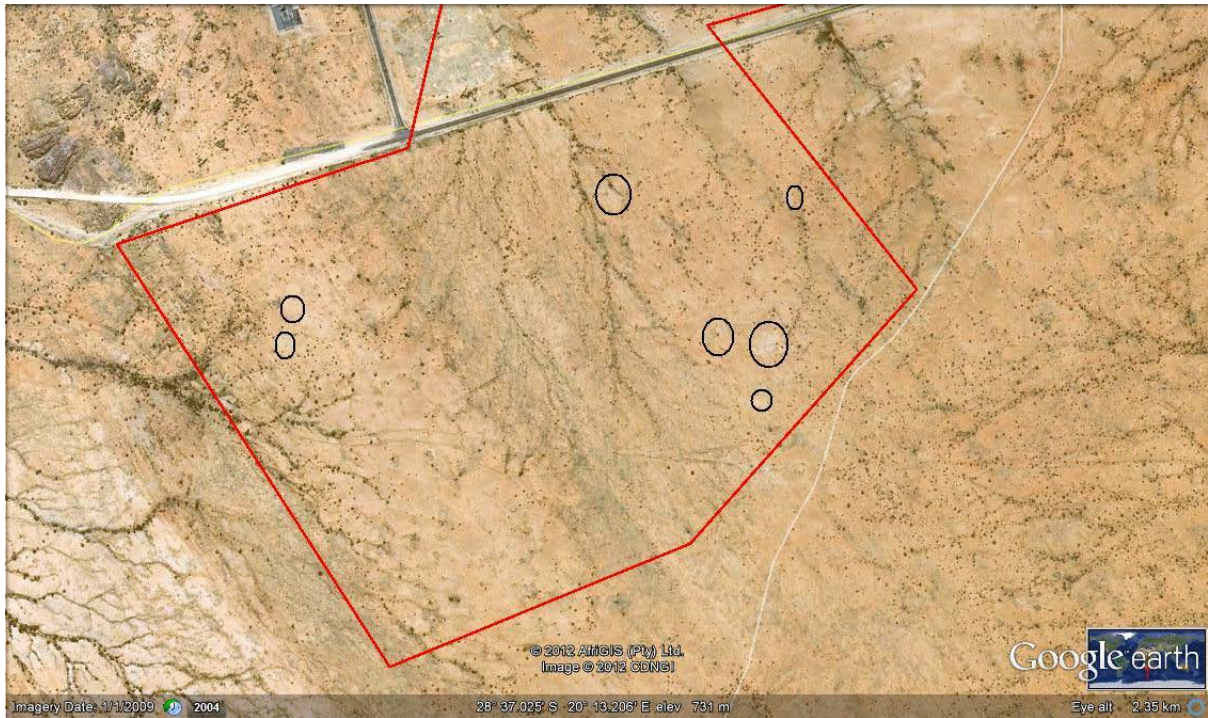 © 2012 AfriGIS (Pty) Ltd.
Image © 2012 CDNGI
Google earth
Imagery Date: 1/1/2009 2004 28° 37.025' S 20° 13.206' E elev 731 m Eye alt 2.35 km